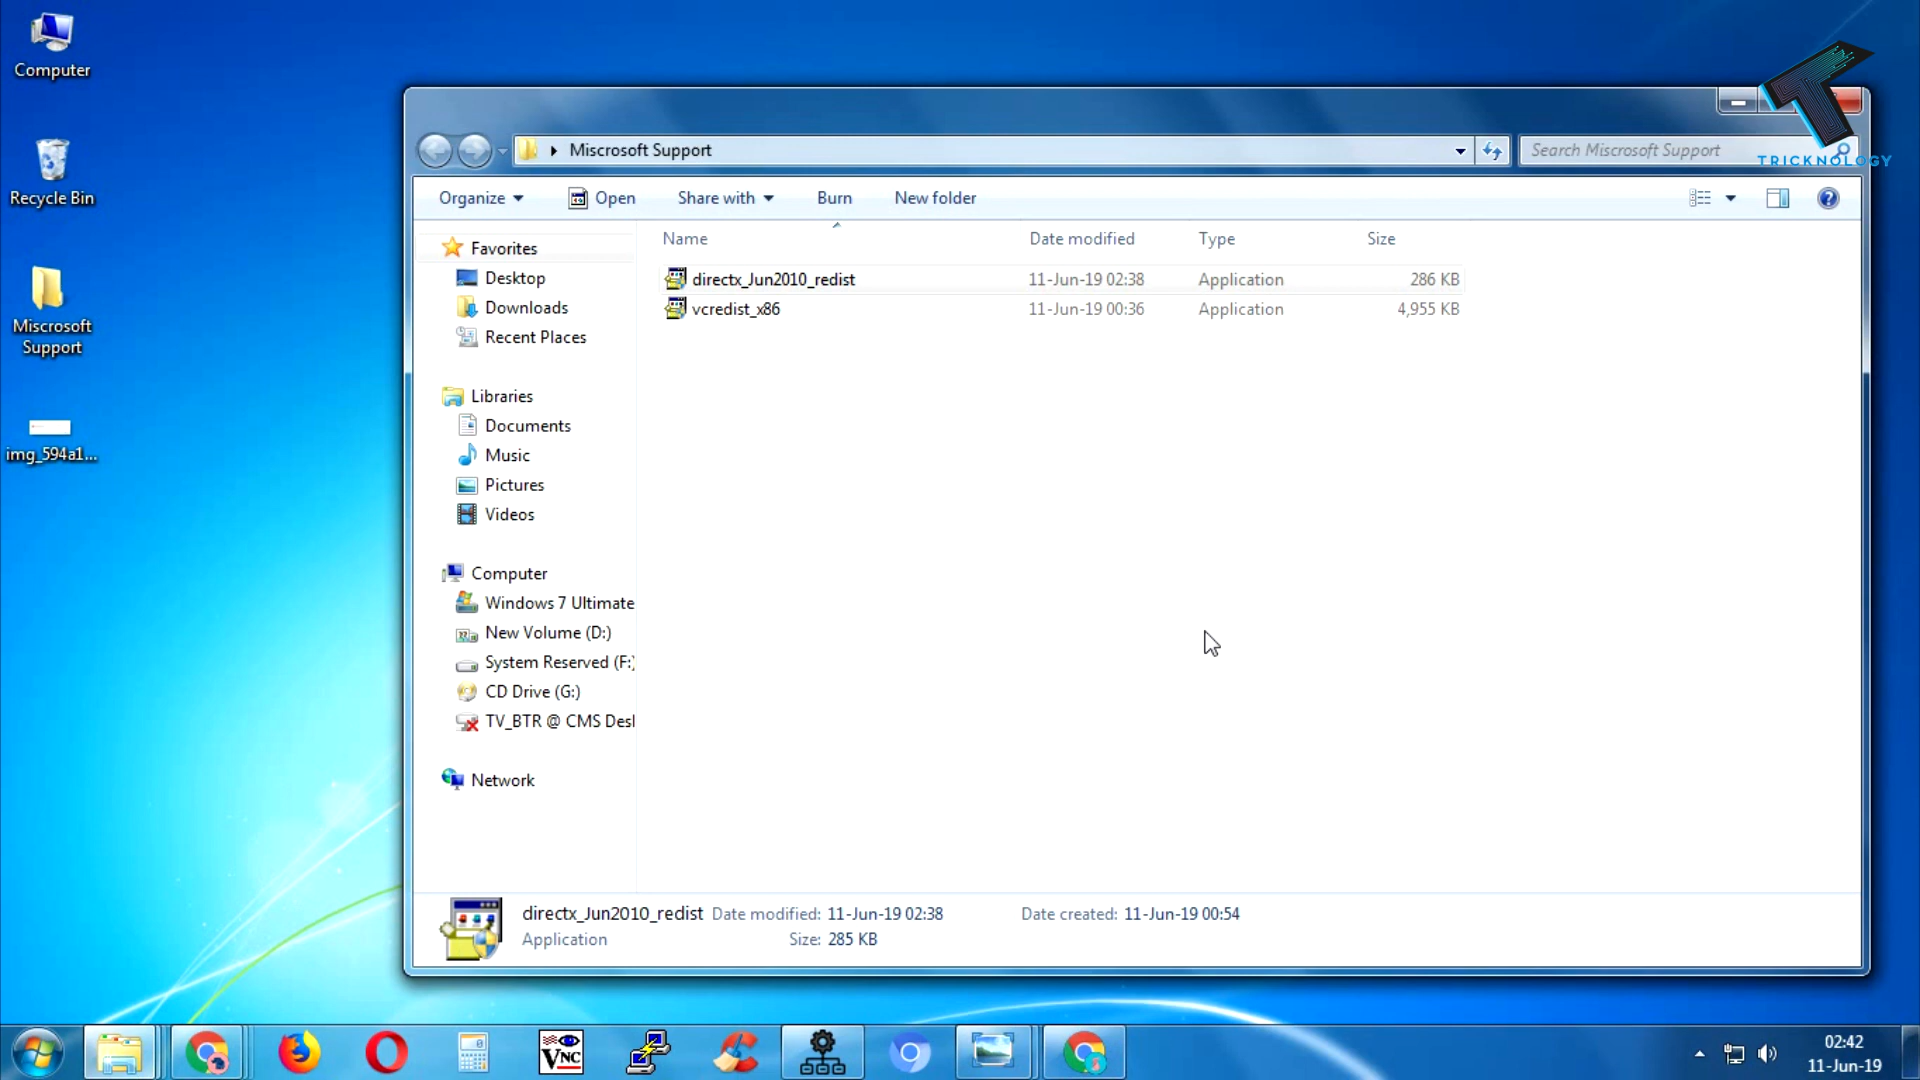 Computer
Recycle Bin
Miscrosoft
Support
img_594a1...
TRICKNOLOGY
Miscrosoft Support
Search Miscrosoft Support
Organize
Open
Share with
Burn
New folder
Name
Date modified
Type
Size
directx_Jun2010_redist
11-Jun-19 02:38
Application
286 KB
vcredist_x86
11-Jun-19 00:36
Application
4,955 KB
Favorites
Desktop
Downloads
Recent Places
Libraries
Documents
Music
Pictures
Videos
Computer
Windows 7 Ultimate
New Volume (D:)
System Reserved (F:)
CD Drive (G:)
TV_BTR @ CMS Desl
Network
directx_Jun2010_redist Date modified: 11-Jun-19 02:38 Date created: 11-Jun-19 00:54
Application Size: 285 KB
VNC
02:42
11-Jun-19